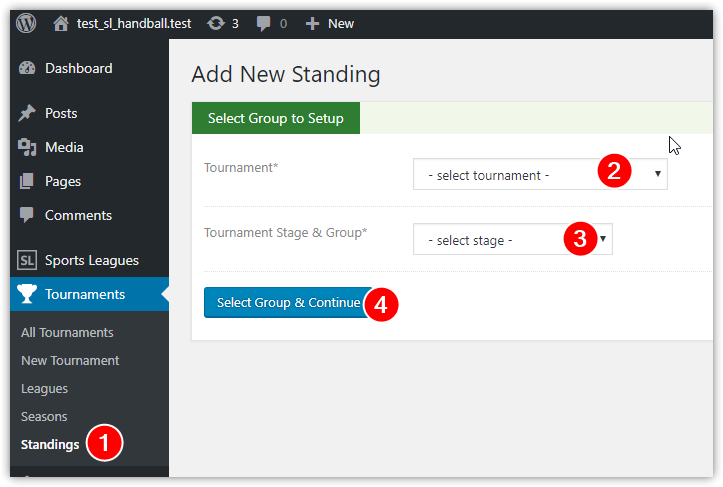 test_sl_handball.test 3 0 New
Dashboard
Posts
Media
Pages
Comments
SL Sports Leagues
Tournaments
All Tournaments
New Tournament
Leagues
Seasons
Standings 1
Add New Standing
Select Group to Setup
Tournament* - select tournament - 2
Tournament Stage & Group* - select stage - 3
Select Group & Continue 4